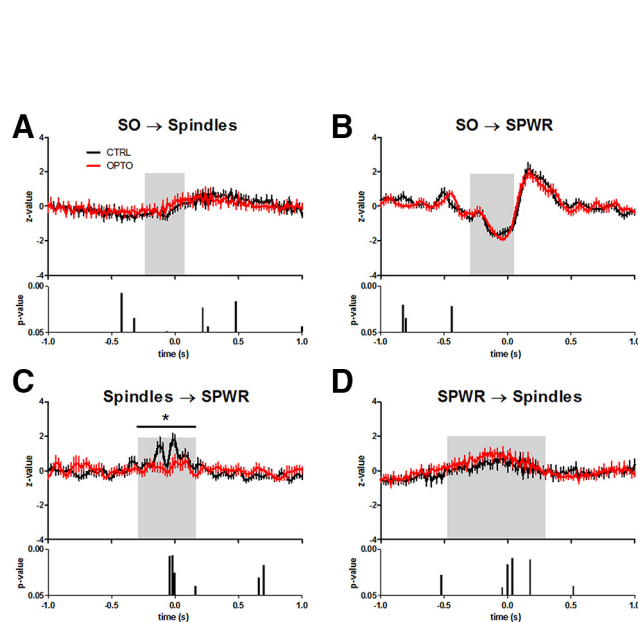 A
SO → Spindles
CTRL
OPTO
z-value
4
2
0
-2
-4
p-value
0.00
0.05
-1.0 -0.5 0.0 0.5 1.0
time (s)
B
SO → SPWR
z-value
4
2
0
-2
-4
p-value
0.00
0.05
-1.0 -0.5 0.0 0.5 1.0
time (s)
C
Spindles → SPWR
*
z-value
4
2
0
-2
-4
p-value
0.00
0.05
-1.0 -0.5 0.0 0.5 1.0
time (s)
D
SPWR → Spindles
z-value
4
2
0
-2
-4
p-value
0.00
0.05
-1.0 -0.5 0.0 0.5 1.0
time (s)